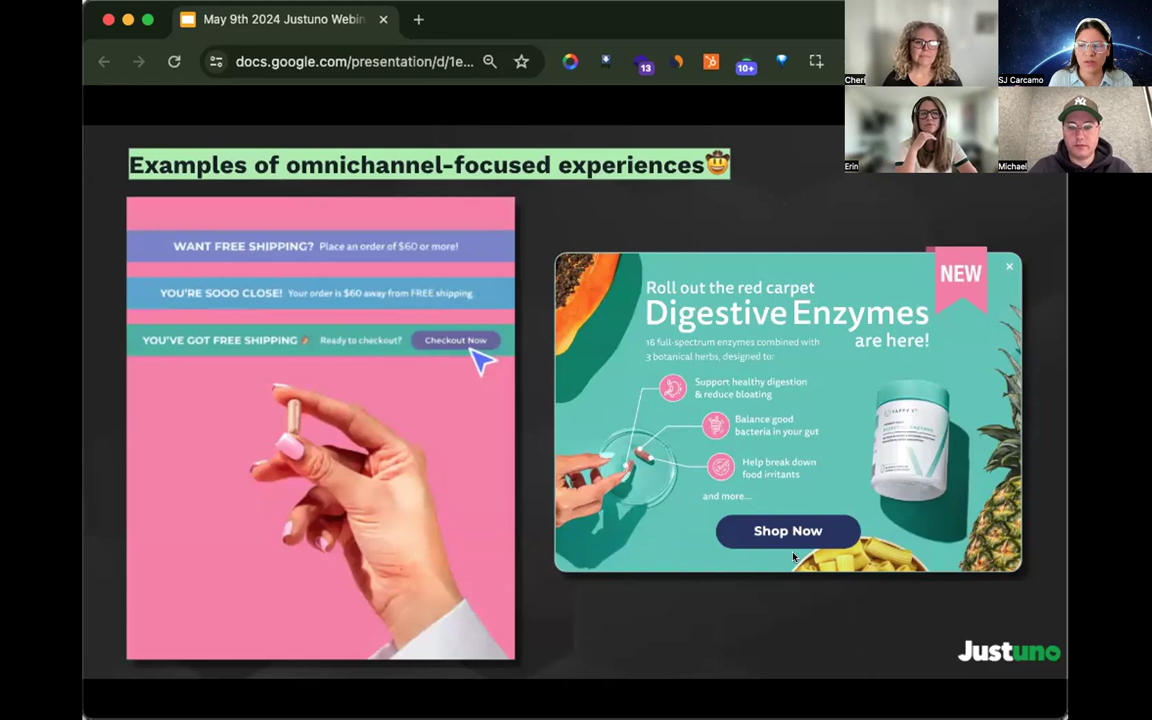 May 9th 2024 Justuno Webin
docs.google.com/presentation/d/1e...
13
10+
Cheri
SJ Carcamo
Erin
Michael
Examples of omnichannel-focused experiences🤠
WANT FREE SHIPPING? Place an order of $60 or more!
YOU'RE SOOO CLOSE! Your order is $60 away from FREE shipping
YOU'VE GOT FREE SHIPPING 🎉 Ready to checkout? Checkout Now
NEW
Roll out the red carpet
Digestive Enzymes
are here!
16 full-spectrum enzymes combined with
3 botanical herbs, designed to:
Support healthy digestion
& reduce bloating
Balance good
bacteria in your gut
Help break down
food irritants
and more...
Shop Now
Justuno